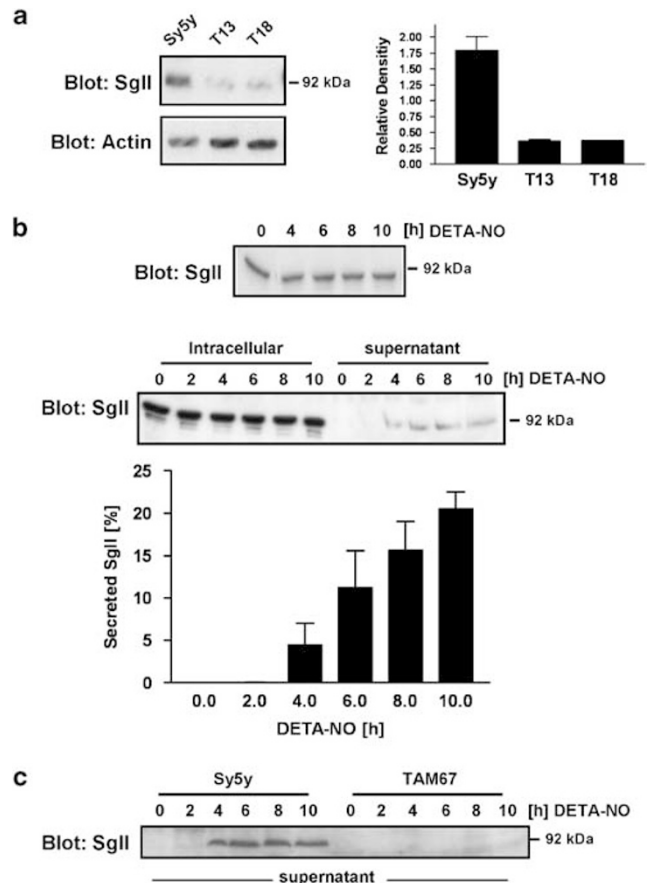 a
Sy5y T13 T18
Blot: SgII
92 kDa
Blot: Actin
Relative Densitiy
2.00
1.75
1.50
1.25
1.00
0.75
0.50
0.25
0.00
Sy5y T13 T18
b
0 4 6 8 10 [h] DETA-NO
Blot: SgII
92 kDa
Intracellular supernatant
0 2 4 6 8 10 0 2 4 6 8 10 [h] DETA-NO
Blot: SgII
92 kDa
Secreted SgII [%]
25
20
15
10
5
0
0.0 2.0 4.0 6.0 8.0 10.0
DETA-NO [h]
c
Sy5y TAM67
0 2 4 6 8 10 0 2 4 6 8 10 [h] DETA-NO
Blot: SgII
92 kDa
supernatant